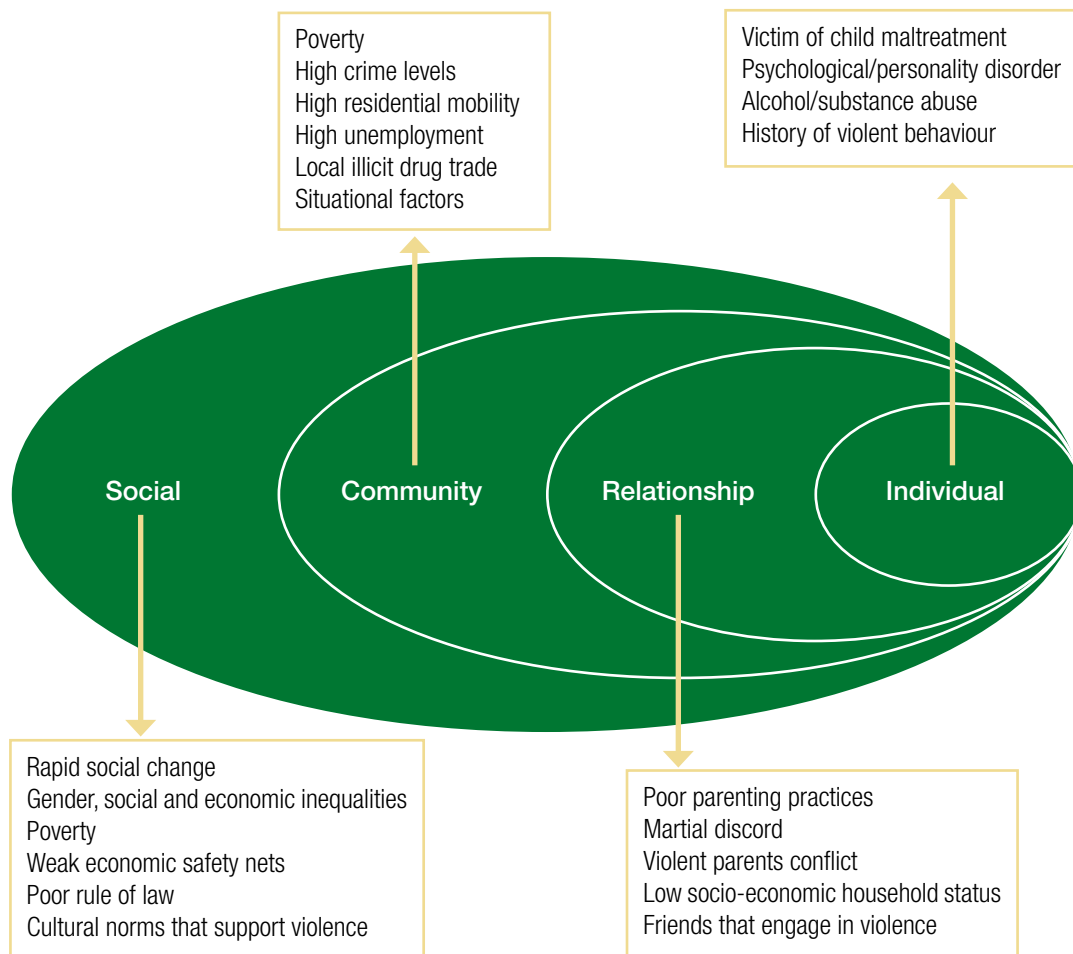 Poverty
High crime levels
High residential mobility
High unemployment
Local illicit drug trade
Situational factors
Victim of child maltreatment
Psychological/personality disorder
Alcohol/substance abuse
History of violent behaviour
Social
Community
Relationship
Individual
Rapid social change
Gender, social and economic inequalities
Poverty
Weak economic safety nets
Poor rule of law
Cultural norms that support violence
Poor parenting practices
Martial discord
Violent parents conflict
Low socio-economic household status
Friends that engage in violence